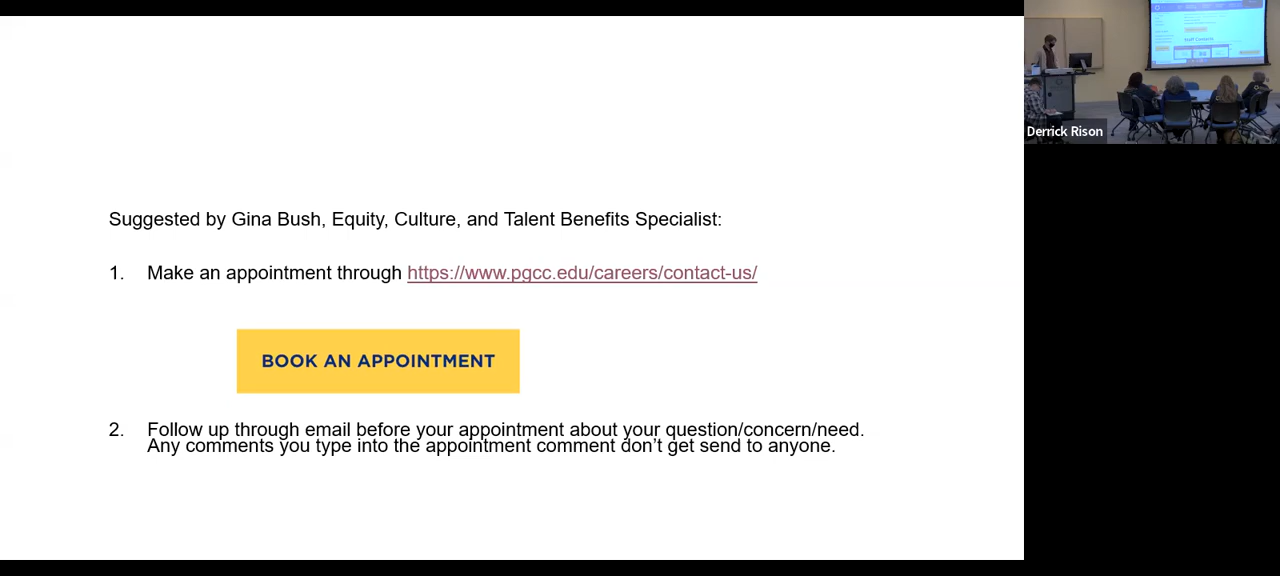 Suggested by Gina Bush, Equity, Culture, and Talent Benefits Specialist:
1. Make an appointment through https://www.pgcc.edu/careers/contact-us/
BOOK AN APPOINTMENT
2. Follow up through email before your appointment about your question/concern/need.
Any comments you type into the appointment comment don't get send to anyone.
Staff Contacts
Derrick Rison